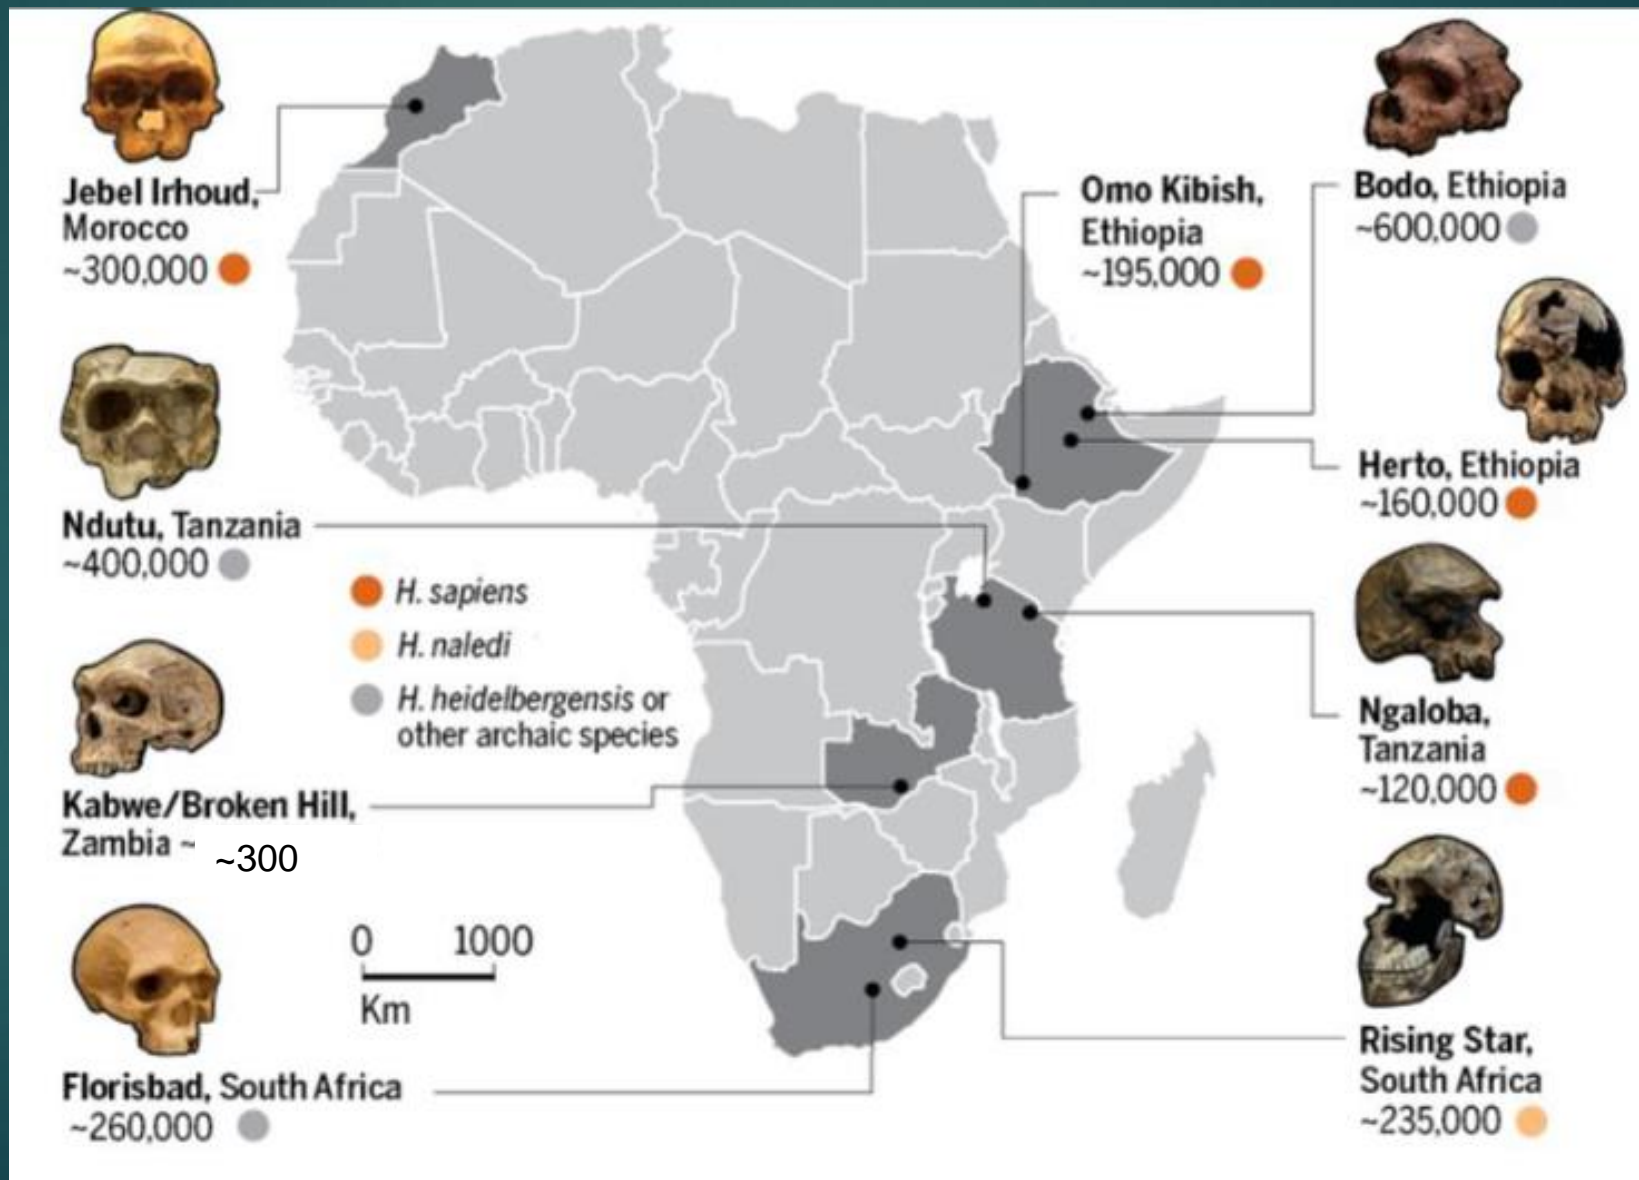 Jebel Irhoud,
Morocco
~300,000
Ndutu, Tanzania
~400,000
H. sapiens
H. naledi
H. heidelbergensis or
other archaic species
Kabwe/Broken Hill,
Zambia ~
~300
0 1000
Km
Florisbad, South Africa
~260,000
Omo Kibish,
Ethiopia
~195,000
Bodo, Ethiopia
~600,000
Herto, Ethiopia
~160,000
Ngaloba,
Tanzania
~120,000
Rising Star,
South Africa
~235,000